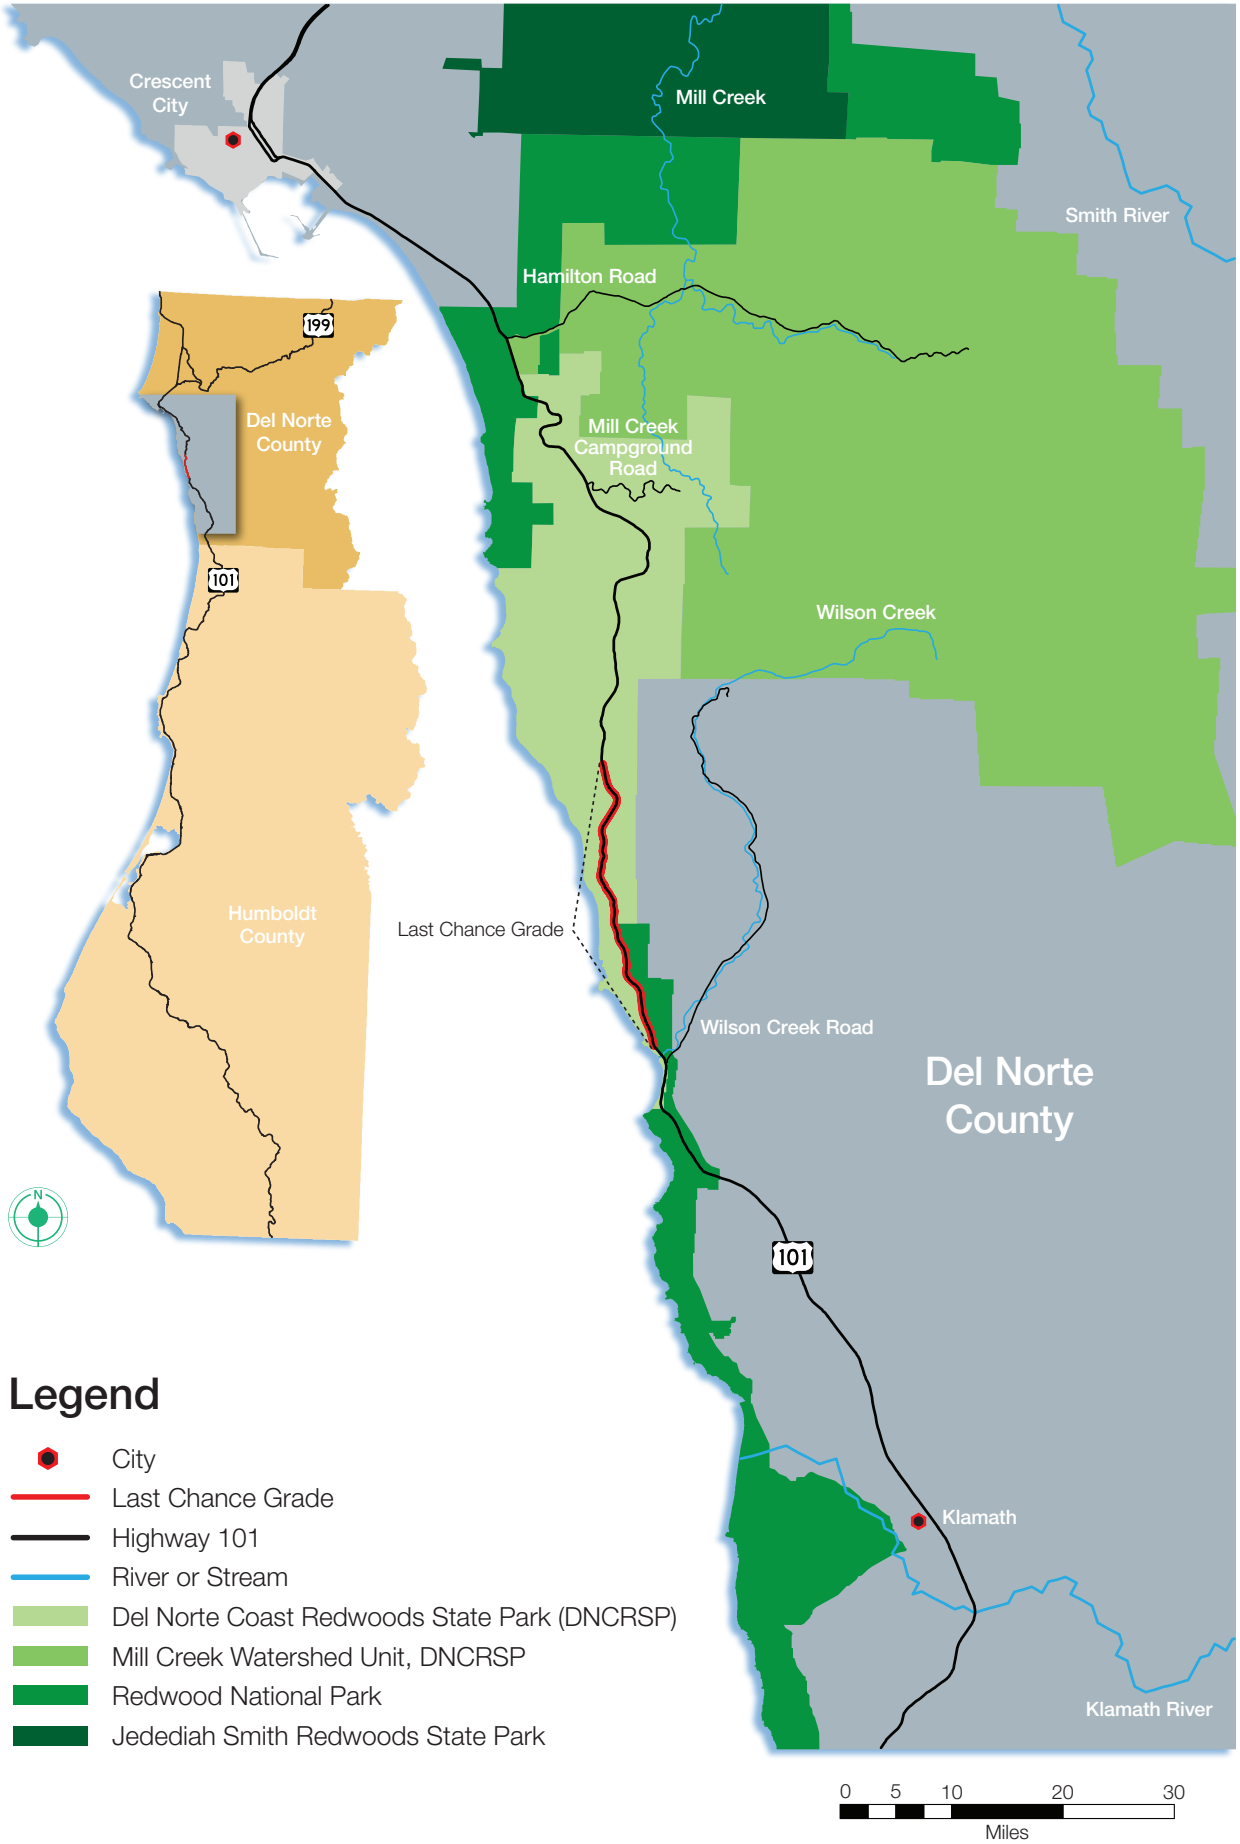 Crescent
City
Mill Creek
Smith River
Hamilton Road
199
Del Norte
County
Mill Creek
Campground
Road
101
Wilson Creek
Humboldt
County
Last Chance Grade
Wilson Creek Road
Del Norte
County
N
101
Legend
City
Last Chance Grade
Highway 101
River or Stream
Del Norte Coast Redwoods State Park (DNCRSP)
Mill Creek Watershed Unit, DNCRSP
Redwood National Park
Jedediah Smith Redwoods State Park
Klamath
Klamath River
0 5 10 20 30
Miles